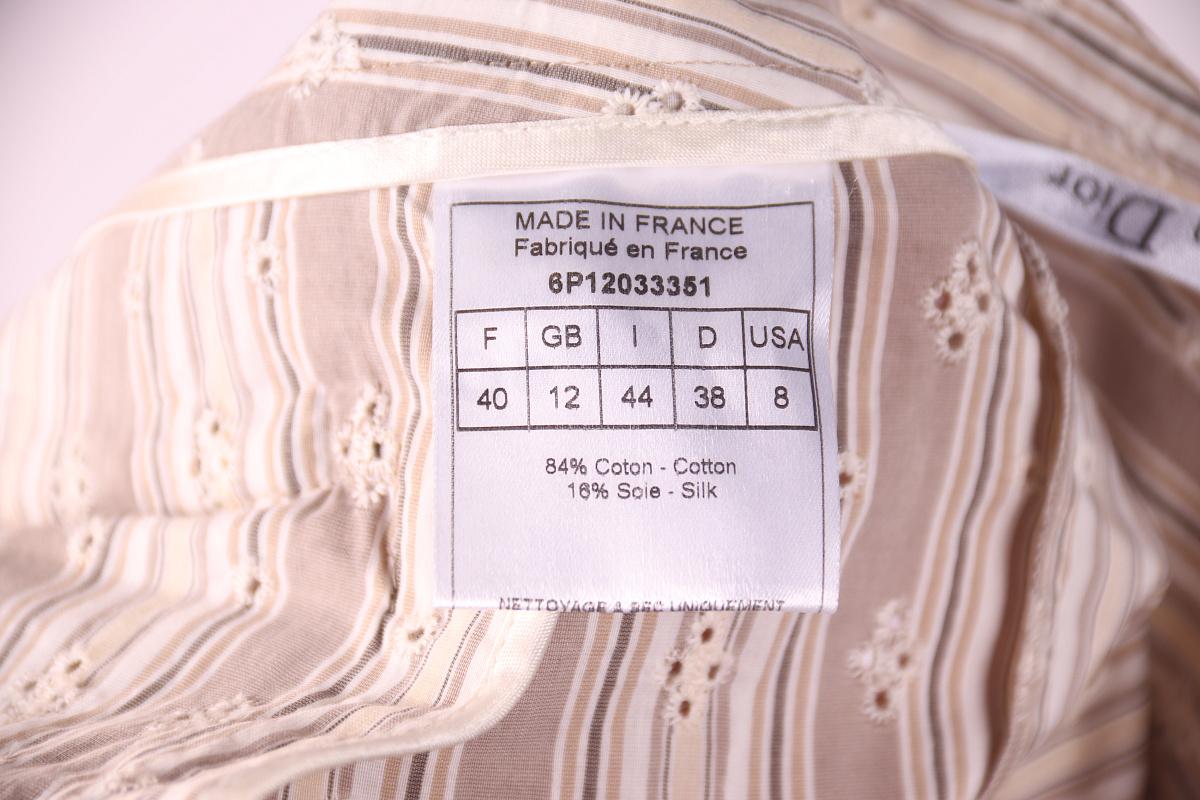 MADE IN FRANCE
Fabriqué en France
6P12033351
F GB I D USA
40 12 44 38 8
84% Coton - Cotton
16% Soie - Silk
NETTOYAGE A SEC UNIQUEMENT
Dior